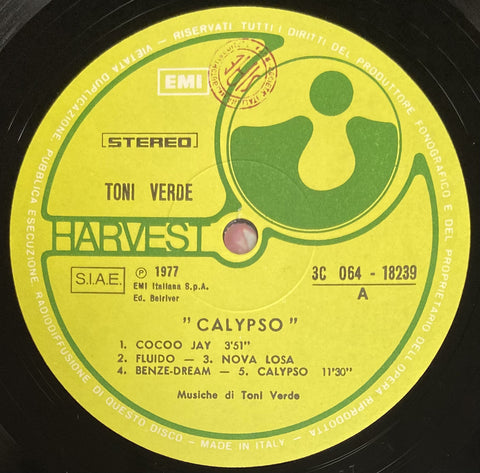 RISERVATI TUTTI I DIRITTI DEL PRODUTTORE FONOGRAFICO E DEL PROPRIETARIO DELL'OPERA RIPRODOTTA - MADE IN ITALY - RADIODIFFUSIONE DI QUESTO DISCO - PUBBLICA ESECUZIONE VIETATA DUPLICAZIONE
EMI
STEREO
TONI VERDE
HARVEST
S.I.A.E.
℗ 1977
EMI Italiana S.p.A.
Ed. Belriver
3C 064 - 18239
A
"CALYPSO"
1. COCOO JAY 3'51"
2. FLUIDO — 3. NOVA LOSA
4. BENZE-DREAM — 5. CALYPSO 11'30"
Musiche di Toni Verde